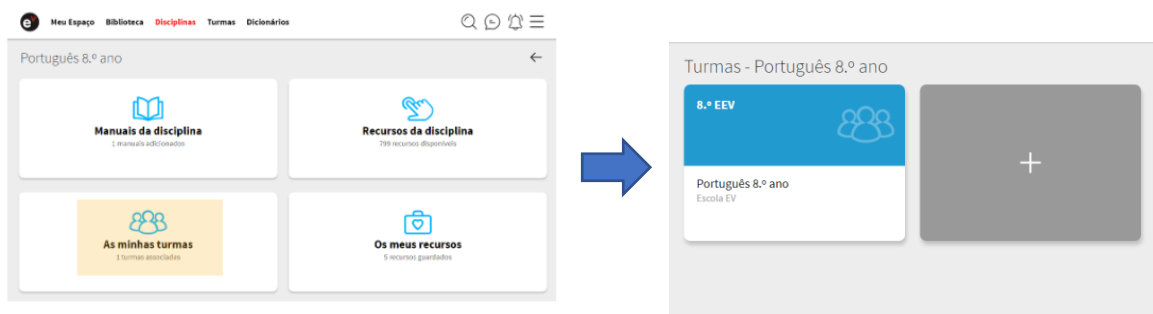 Meu Espaço Biblioteca Disciplinas Turmas Dicionários
Português 8.º ano
Manuais da disciplina
1 manuais adicionados
Recursos da disciplina
799 recursos disponíveis
As minhas turmas
1 turmas associadas
Os meus recursos
5 recursos guardados
Turmas - Português 8.º ano
8.º EEV
Português 8.º ano
Escola EV